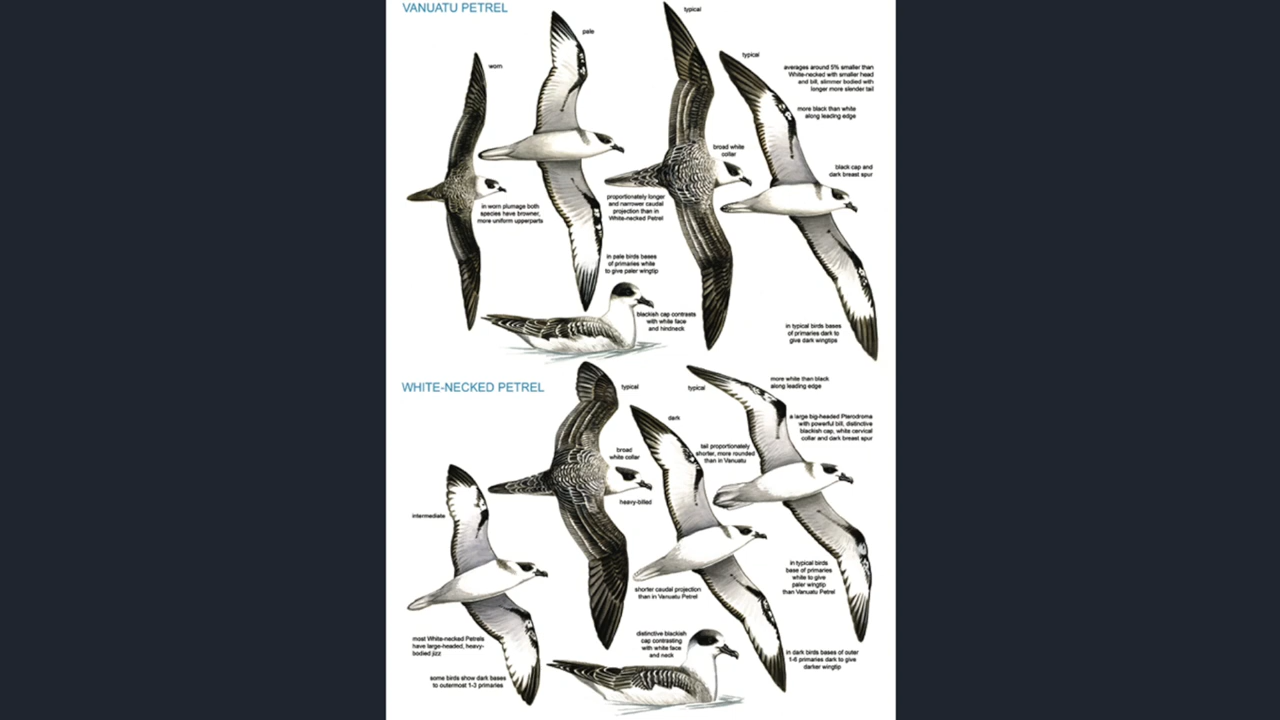 VANUATU PETREL
worn
pale
typical
typical
averages around 5% smaller than
White-necked with smaller head
and bill, slimmer bodied with
longer more slender tail
more black than white
along leading edge
broad white
collar
black cap and
dark breast spur
in worn plumage both
species have browner,
more uniform upperparts
proportionately longer
and narrower caudal
projection than in
White-necked Petrel
in pale birds bases
of primaries white
to give paler wingtip
blackish cap contrasts
with white face
and hindneck
in typical birds bases
of primaries dark to
give dark wingtips
WHITE-NECKED PETREL
typical
typical
more white than black
along leading edge
dark
a large big-headed Pterodroma
with powerful bill, distinctive
blackish cap, white cervical
collar and dark breast spur
tail proportionately
shorter, more rounded
than in Vanuatu
broad
white collar
heavy-billed
intermediate
in typical birds
base of primaries
white to give
paler wingtip
than Vanuatu Petrel
shorter caudal projection
than in Vanuatu Petrel
most White-necked Petrels
have large-headed, heavy-
bodied jizz
distinctive blackish
cap contrasting
with white face
and neck
in dark birds bases of outer
1-6 primaries dark to give
darker wingtip
some birds show dark bases
to outermost 1-3 primaries